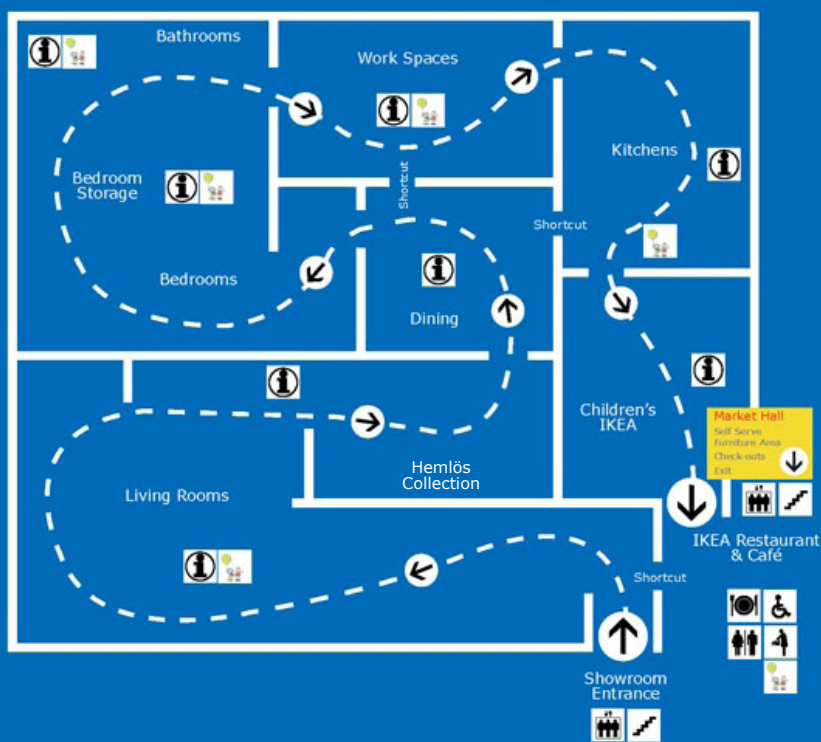 Bathrooms
Work Spaces
Kitchens
Bedroom
Storage
Shortcut
Shortcut
Bedrooms
Dining
Children's
IKEA
Market Hall
Self Serve
Furniture Area
Check-outs
Exit
Hemlös
Collection
Living Rooms
IKEA Restaurant
& Café
Shortcut
Showroom
Entrance